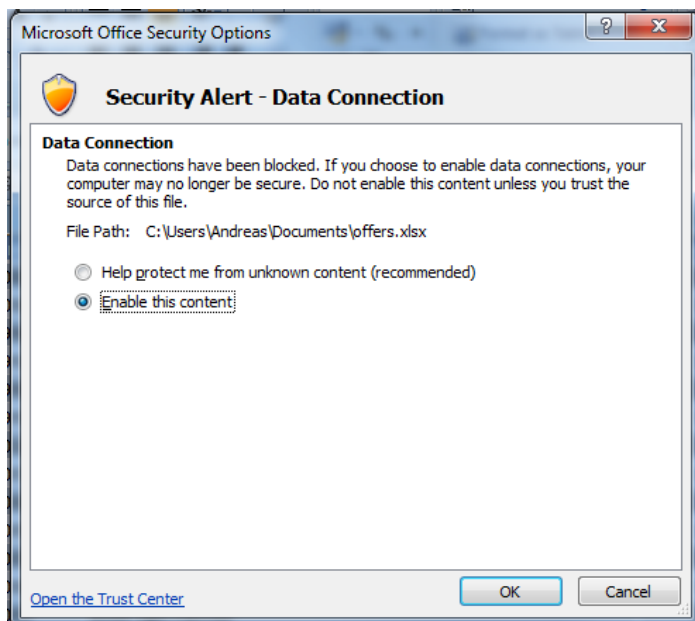 Microsoft Office Security Options
Security Alert - Data Connection
Data Connection
Data connections have been blocked. If you choose to enable data connections, your
computer may no longer be secure. Do not enable this content unless you trust the
source of this file.
File Path: C:\Users\Andreas\Documents\offers.xlsx
Help protect me from unknown content (recommended)
Enable this content
Open the Trust Center
OK
Cancel